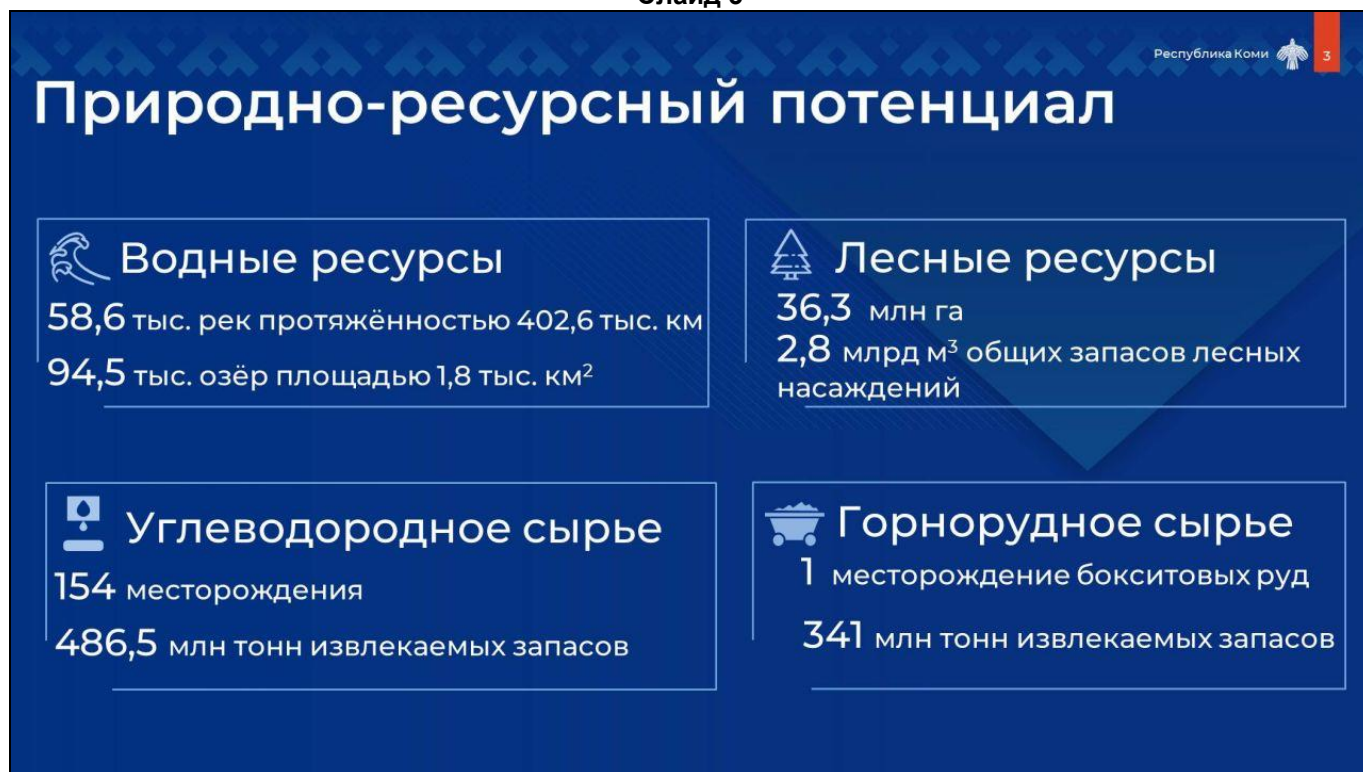 Республика Коми
3
Природно-ресурсный потенциал
Водные ресурсы
58,6 тыс. рек протяжённостью 402,6 тыс. км
94,5 тыс. озёр площадью 1,8 тыс. км²
Лесные ресурсы
36,3 млн га
2,8 млрд м³ общих запасов лесных
насаждений
Углеводородное сырье
154 месторождения
486,5 млн тонн извлекаемых запасов
Горнорудное сырье
1 месторождение бокситовых руд
341 млн тонн извлекаемых запасов